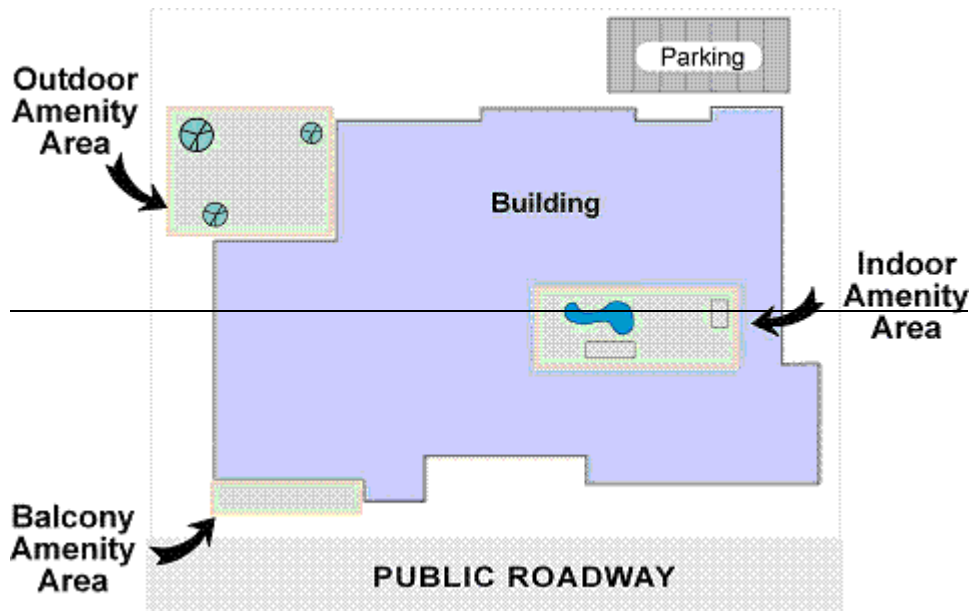 Parking
Outdoor
Amenity
Area
Building
Indoor
Amenity
Area
Balcony
Amenity
Area
PUBLIC ROADWAY